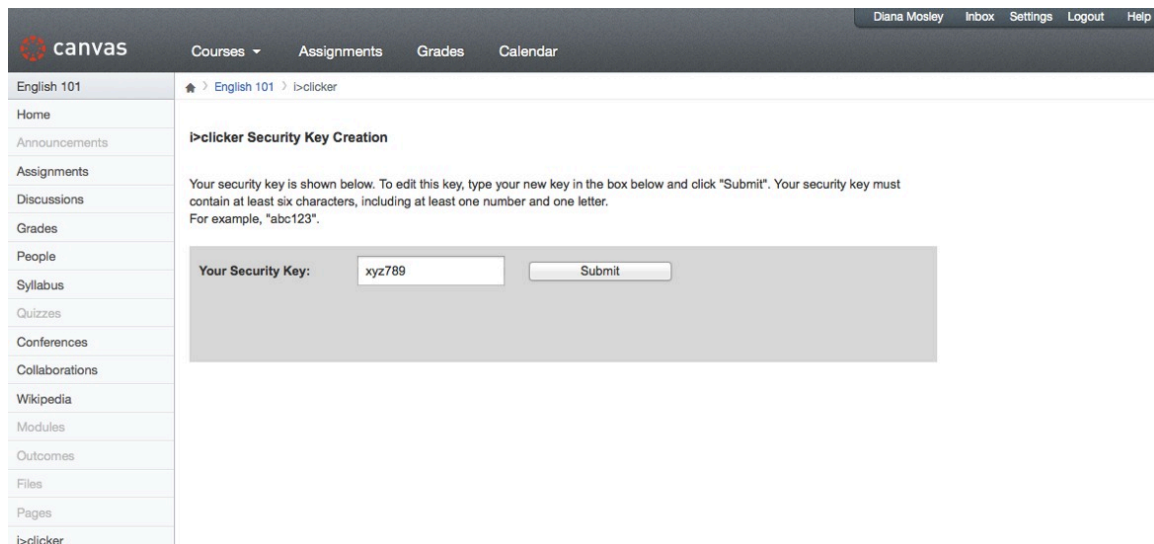 Diana Mosley Inbox Settings Logout Help
canvas Courses Assignments Grades Calendar
English 101
English 101 > i>clicker
Home
Announcements
Assignments
Discussions
Grades
People
Syllabus
Quizzes
Conferences
Collaborations
Wikipedia
Modules
Outcomes
Files
Pages
i>clicker
i>clicker Security Key Creation
Your security key is shown below. To edit this key, type your new key in the box below and click "Submit". Your security key must
contain at least six characters, including at least one number and one letter.
For example, "abc123".
Your Security Key: xyz789 Submit